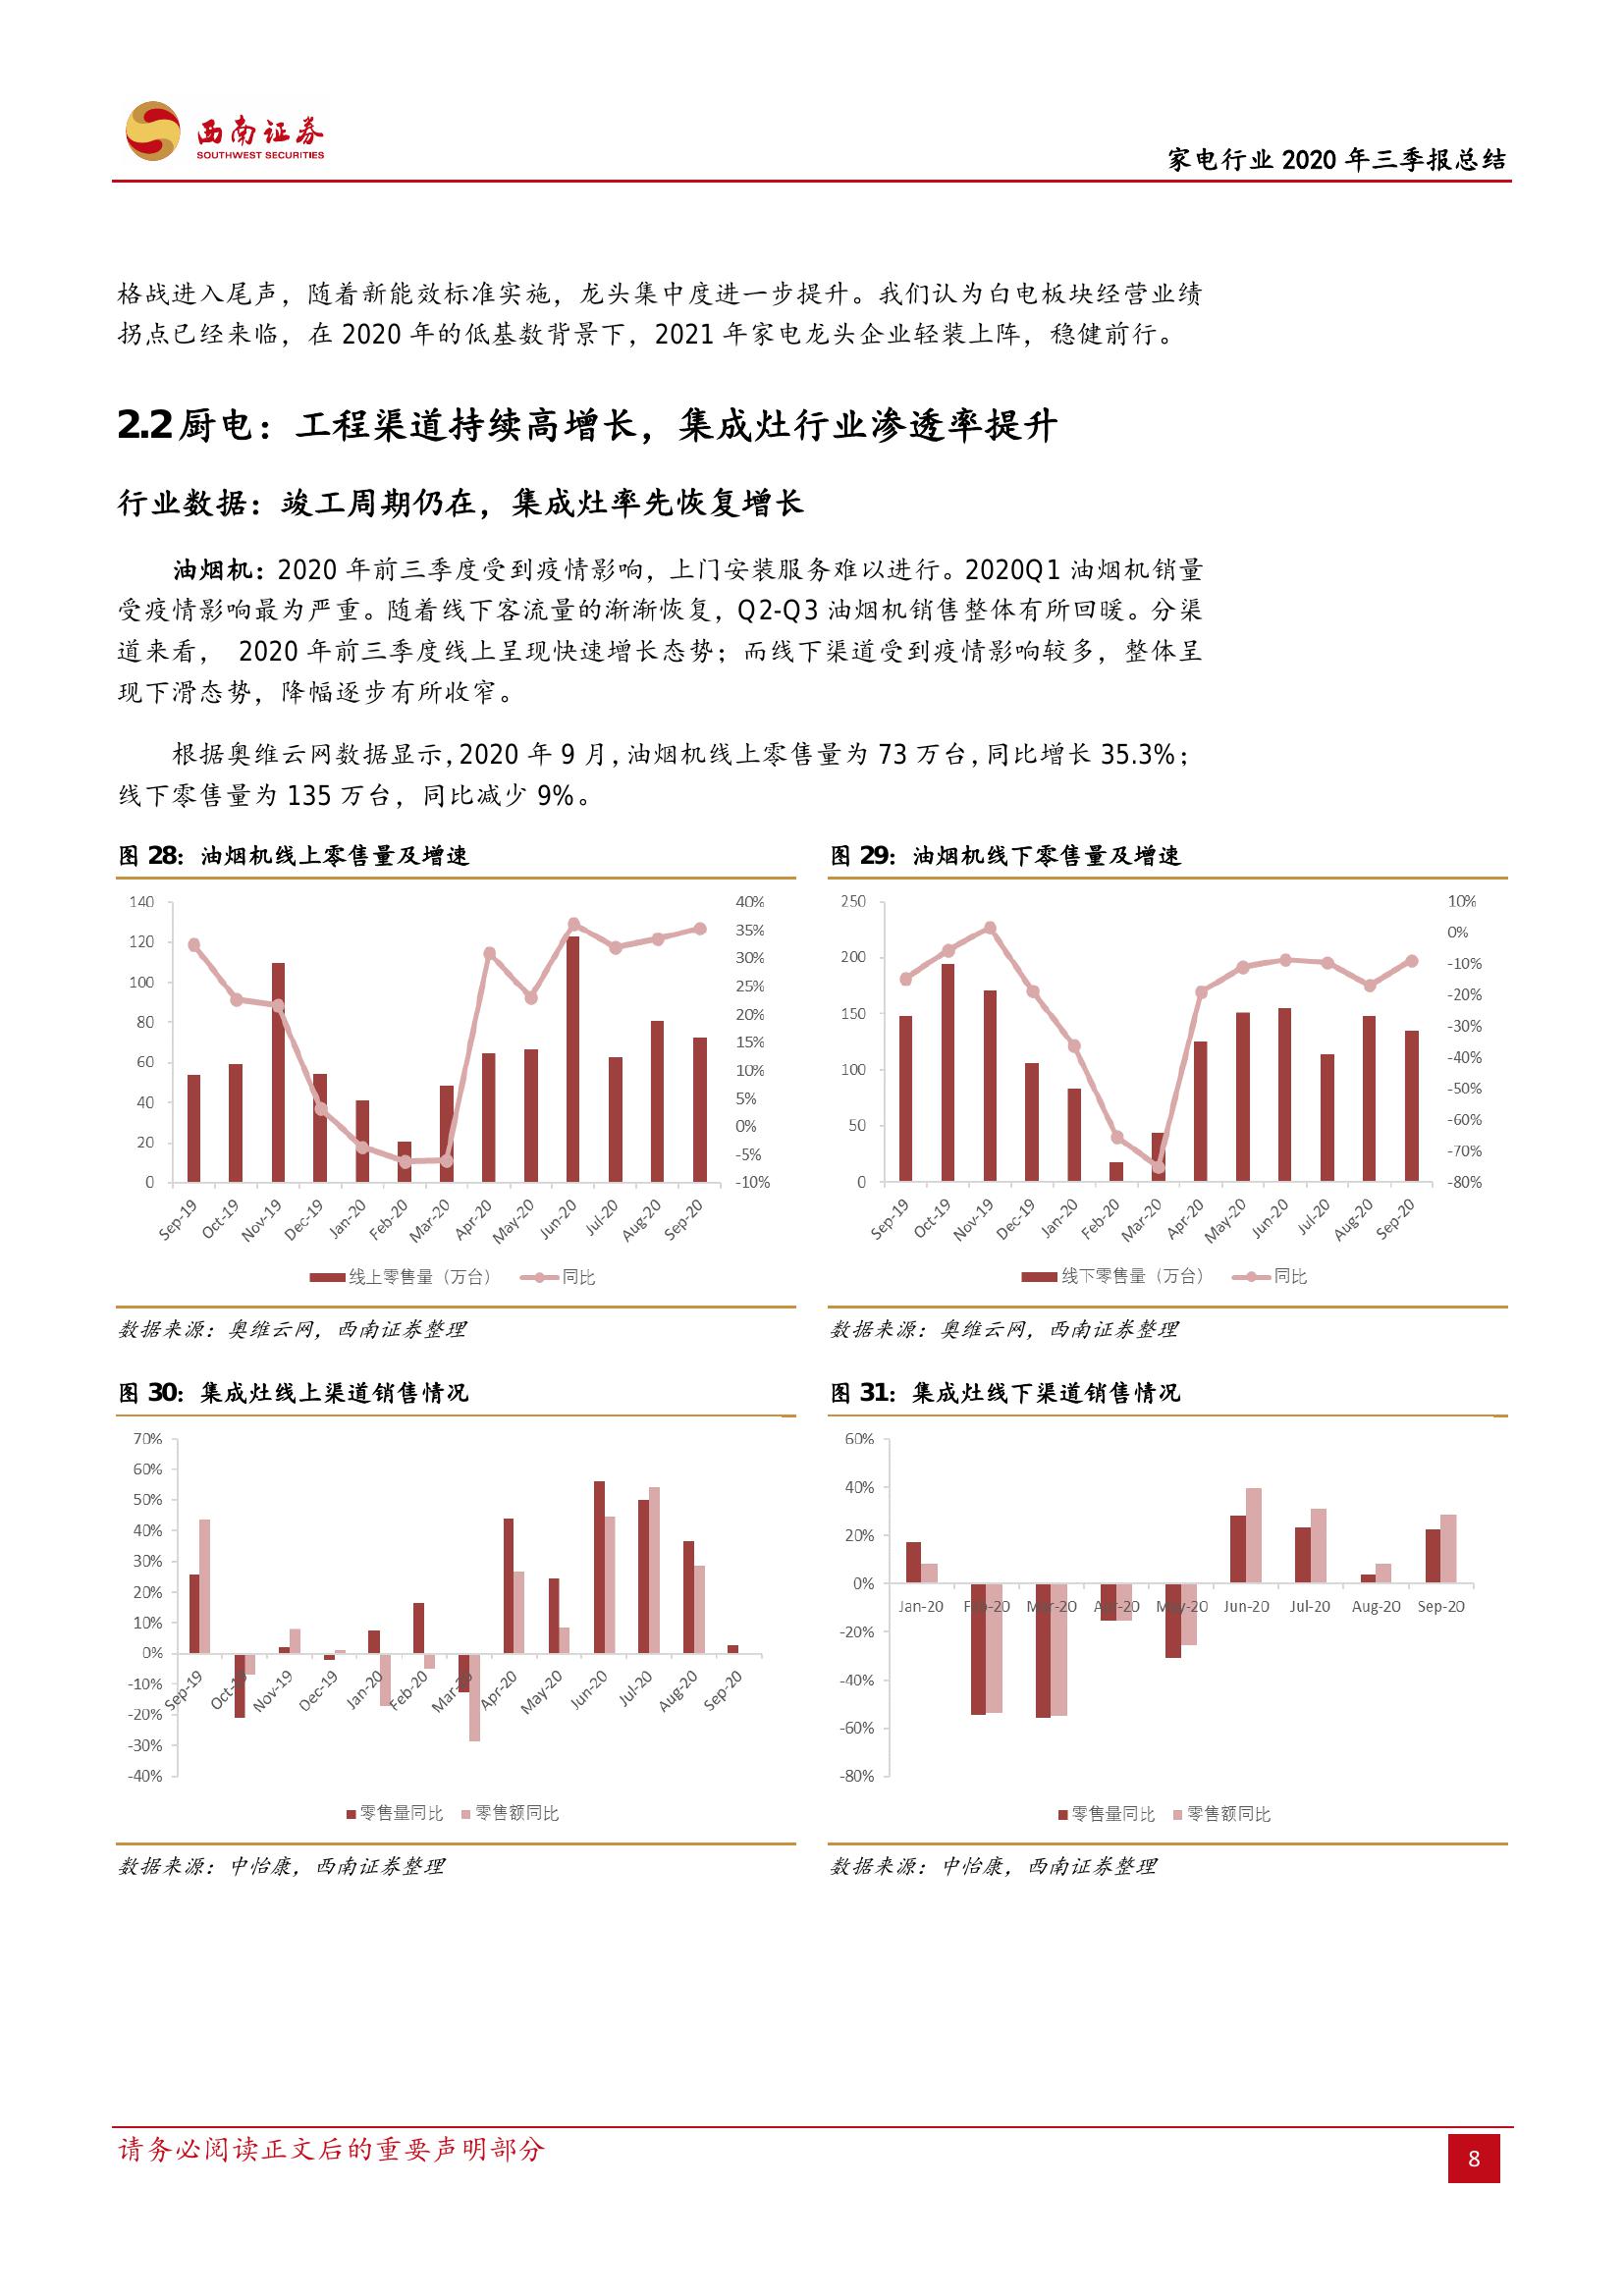 西南证券
SOUTHWEST SECURITIES
家电行业 2020 年三季报总结
格战进入尾声，随着新能效标准实施，龙头集中度进一步提升。我们认为白电板块经营业绩
拐点已经来临，在 2020 年的低基数背景下，2021 年家电龙头企业轻装上阵，稳健前行。
2.2 厨电：工程渠道持续高增长，集成灶行业渗透率提升
行业数据：竣工周期仍在，集成灶率先恢复增长
油烟机：2020 年前三季度受到疫情影响，上门安装服务难以进行。2020Q1 油烟机销量
受疫情影响最为严重。随着线下客流量的渐渐恢复，Q2-Q3 油烟机销售整体有所回暖。分渠
道来看， 2020 年前三季度线上呈现快速增长态势；而线下渠道受到疫情影响较多，整体呈
现下滑态势，降幅逐步有所收窄。
根据奥维云网数据显示，2020 年 9 月，油烟机线上零售量为 73 万台，同比增长 35.3%；
线下零售量为 135 万台，同比减少 9%。
图 28：油烟机线上零售量及增速
140
120
100
80
60
40
20
0
40%
35%
30%
25%
20%
15%
10%
5%
0%
-5%
-10%
Sep-19 Oct-19 Nov-19 Dec-19 Jan-20 Feb-20 Mar-20 Apr-20 May-20 Jun-20 Jul-20 Aug-20 Sep-20
线上零售量（万台） 同比
数据来源：奥维云网，西南证券整理
图 29：油烟机线下零售量及增速
250
200
150
100
50
0
10%
0%
-10%
-20%
-30%
-40%
-50%
-60%
-70%
-80%
Sep-19 Oct-19 Nov-19 Dec-19 Jan-20 Feb-20 Mar-20 Apr-20 May-20 Jun-20 Jul-20 Aug-20 Sep-20
线下零售量（万台） 同比
数据来源：奥维云网，西南证券整理
图 30：集成灶线上渠道销售情况
70%
60%
50%
40%
30%
20%
10%
0%
-10%
-20%
-30%
-40%
Sep-19 Oct-19 Nov-19 Dec-19 Jan-20 Feb-20 Mar-20 Apr-20 May-20 Jun-20 Jul-20 Aug-20 Sep-20
零售量同比 零售额同比
数据来源：中怡康，西南证券整理
图 31：集成灶线下渠道销售情况
60%
40%
20%
0%
-20%
-40%
-60%
-80%
Jan-20 Feb-20 Mar-20 Apr-20 May-20 Jun-20 Jul-20 Aug-20 Sep-20
零售量同比 零售额同比
数据来源：中怡康，西南证券整理
请务必阅读正文后的重要声明部分
8